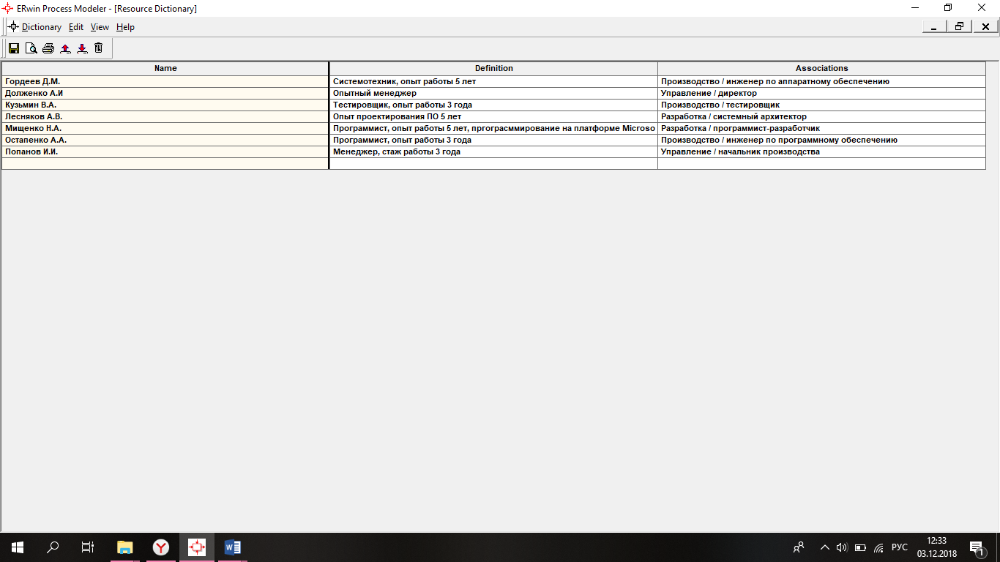 ERwin Process Modeler - [Resource Dictionary]
Dictionary Edit View Help
Name Definition Associations
Гордеев Д.М. Системотехник, опыт работы 5 лет Производство / инженер по аппаратному обеспечению
Долженко А.И Опытный менеджер Управление / директор
Кузьмин В.А. Тестировщик, опыт работы 3 года Производство / тестировщик
Лесняков А.В. Опыт проектирования ПО 5 лет Разработка / системный архитектор
Мищенко Н.А. Программист, опыт работы 5 лет, пргограсммирование на платформе Microso Разработка / программист-разработчик
Остапенко А.А. Программист, опыт работы 3 года Производство / инженер по программному обеспечению
Попанов И.И. Менеджер, стаж работы 3 года Управление / начальник производства
РУС
12:33
03.12.2018
1